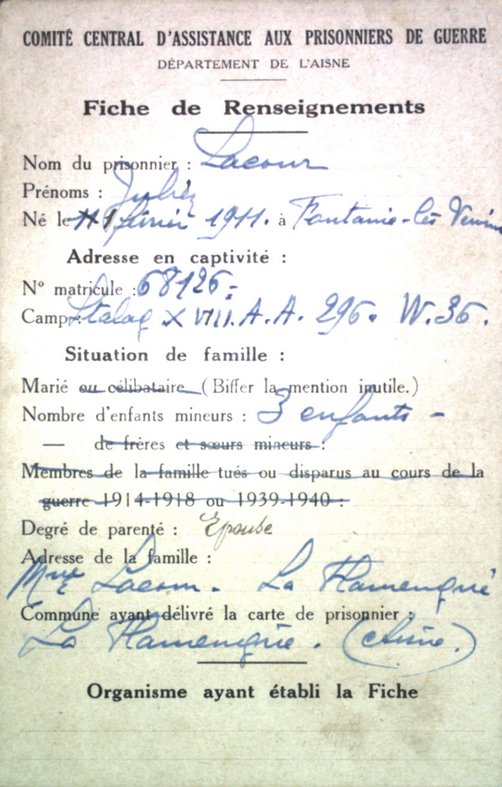 COMITÉ CENTRAL D'ASSISTANCE AUX PRISONNIERS DE GUERRE
DÉPARTEMENT DE L'AISNE
Fiche de Renseignements
Nom du prisonnier : Lacour
Prénoms :
Né le février 1911. à Fontaine-lès Vervins
Adresse en captivité :
N° matricule : 68126
Camp : Stalag XVII. A. A. 296. W. 36.
Situation de famille :
Marié ou célibataire (Biffer la mention inutile.)
Nombre d'enfants mineurs : 3 enfants -
— de frères et sœurs mineurs :
Membres de la famille tués ou disparus au cours de la
guerre 1914-1918 ou 1939-1940 :
Degré de parenté : Epouse
Adresse de la famille :
Mme Lacour. La Flamengrie
Commune ayant délivré la carte de prisonnier :
La Flamengrie. (Aisne.)
Organisme ayant établi la Fiche